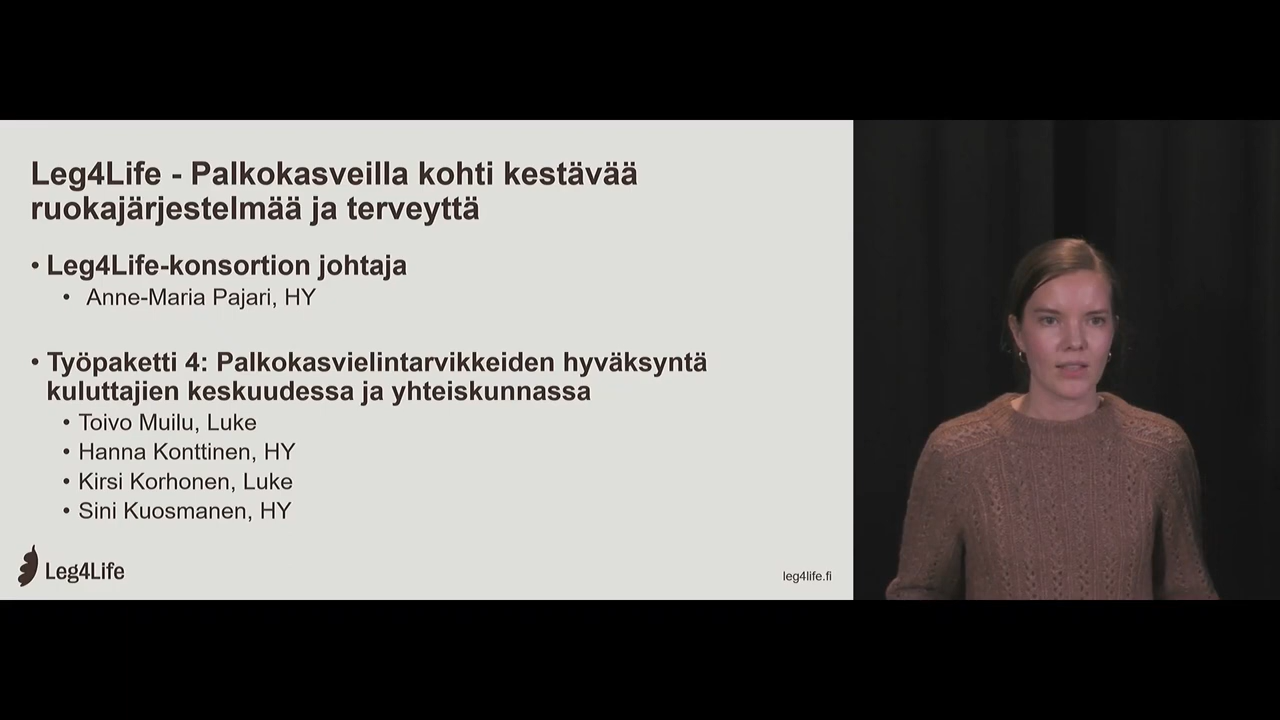 Leg4Life - Palkokasveilla kohti kestävää
ruokajärjestelmää ja terveyttä
• Leg4Life-konsortion johtaja
• Anne-Maria Pajari, HY
• Työpaketti 4: Palkokasvielintarvikkeiden hyväksyntä
kuluttajien keskuudessa ja yhteiskunnassa
• Toivo Muilu, Luke
• Hanna Konttinen, HY
• Kirsi Korhonen, Luke
• Sini Kuosmanen, HY
Leg4Life
leg4life.fi